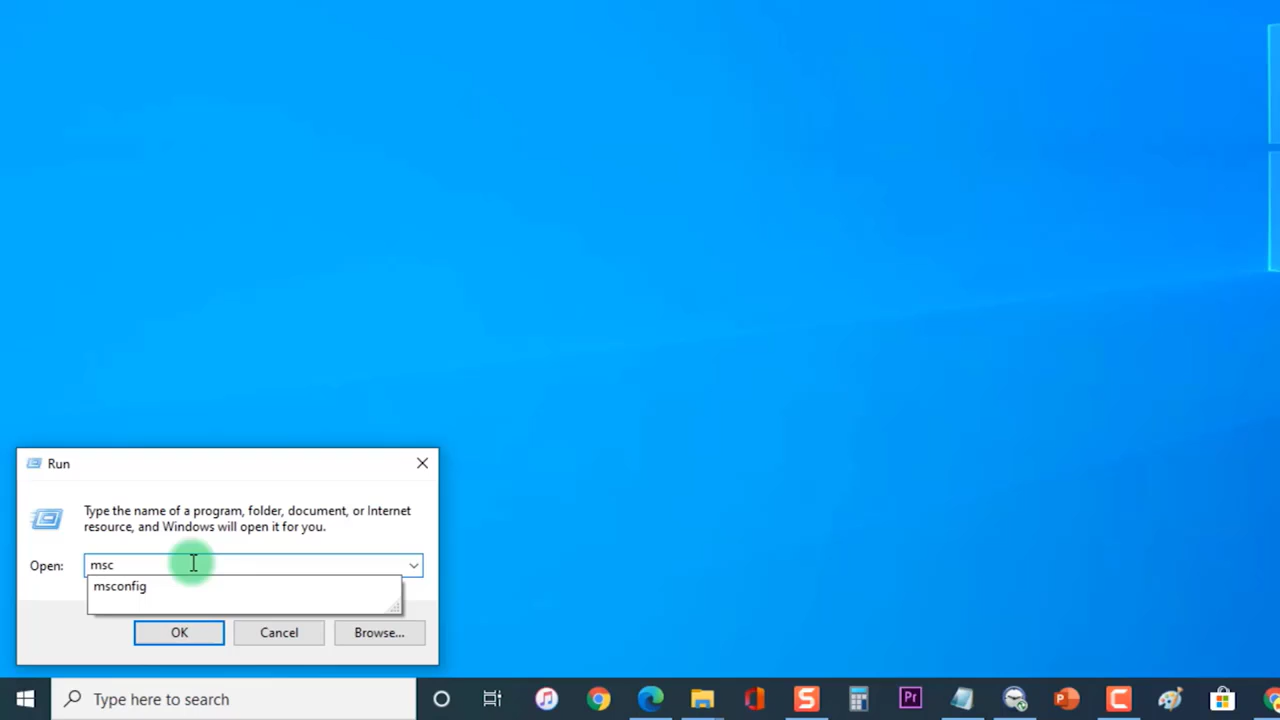 Run
Type the name of a program, folder, document, or Internet
resource, and Windows will open it for you.
Open:
msc
msconfig
OK
Cancel
Browse...
Type here to search
S
Pr
P
C